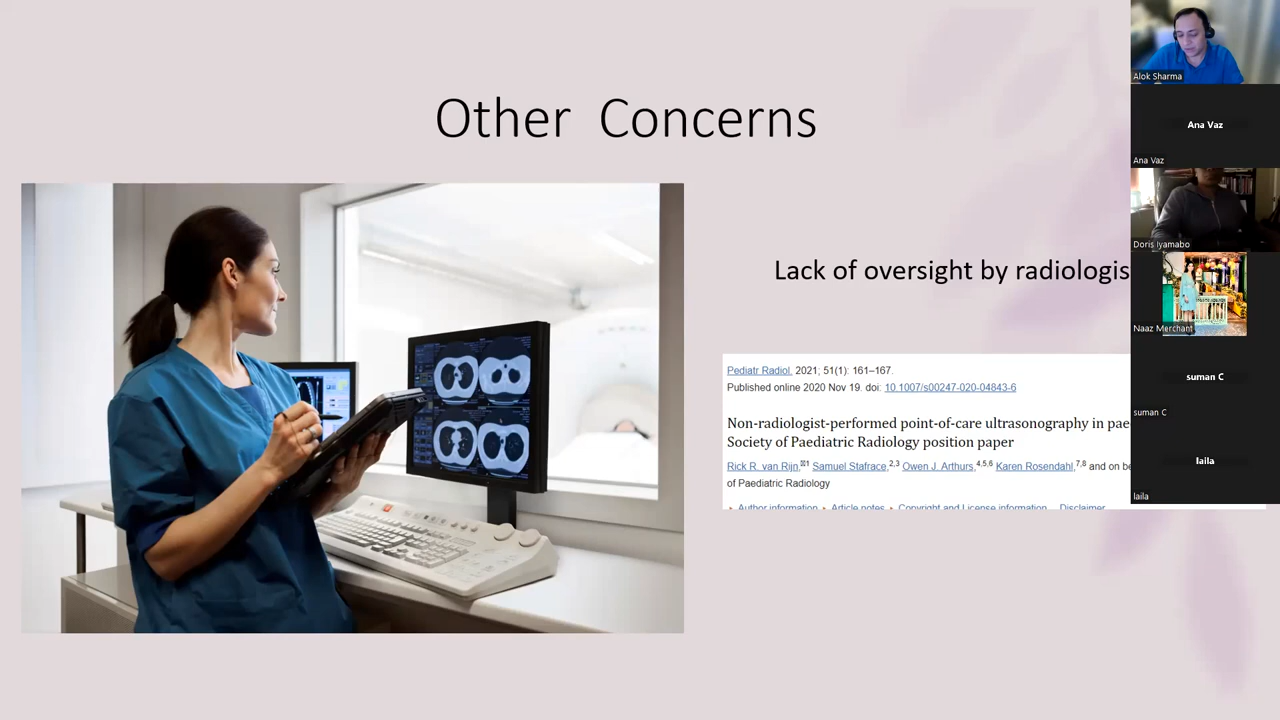 Other Concerns
Lack of oversight by radiologis
Pediatr Radiol. 2021; 51(1): 161–167.
Published online 2020 Nov 19. doi: 10.1007/s00247-020-04843-6
Non-radiologist-performed point-of-care ultrasonography in pae
Society of Paediatric Radiology position paper
Rick R. van Rijn,✉1 Samuel Stafrace,2,3 Owen J. Arthurs,4,5,6 Karen Rosendahl,7,8 and on be
of Paediatric Radiology
▸ Author information ▸ Article notes ▸ Copyright and License information Disclaimer
Alok Sharma
Ana Vaz
Ana Vaz
Doris Iyamabo
Naaz Merchant
suman C
suman C
laila
laila